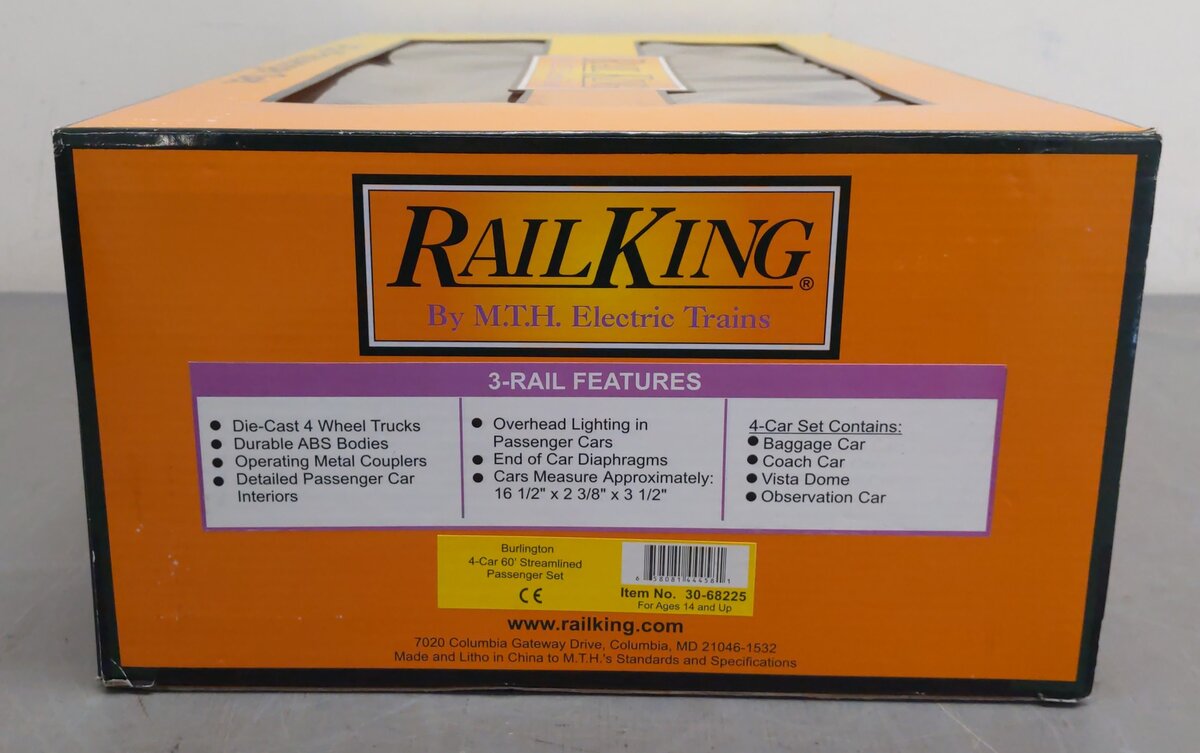 RAILKING®
By M.T.H. Electric Trains
3-RAIL FEATURES
● Die-Cast 4 Wheel Trucks
● Durable ABS Bodies
● Operating Metal Couplers
● Detailed Passenger Car
Interiors
● Overhead Lighting in
Passenger Cars
● End of Car Diaphragms
● Cars Measure Approximately:
16 1/2" x 2 3/8" x 3 1/2"
4-Car Set Contains:
● Baggage Car
● Coach Car
● Vista Dome
● Observation Car
Burlington
4-Car 60' Streamlined
Passenger Set
CE
6 58081 44458 1
Item No. 30-68225
For Ages 14 and Up
www.railking.com
7020 Columbia Gateway Drive, Columbia, MD 21046-1532
Made and Litho in China to M.T.H.'s Standards and Specifications